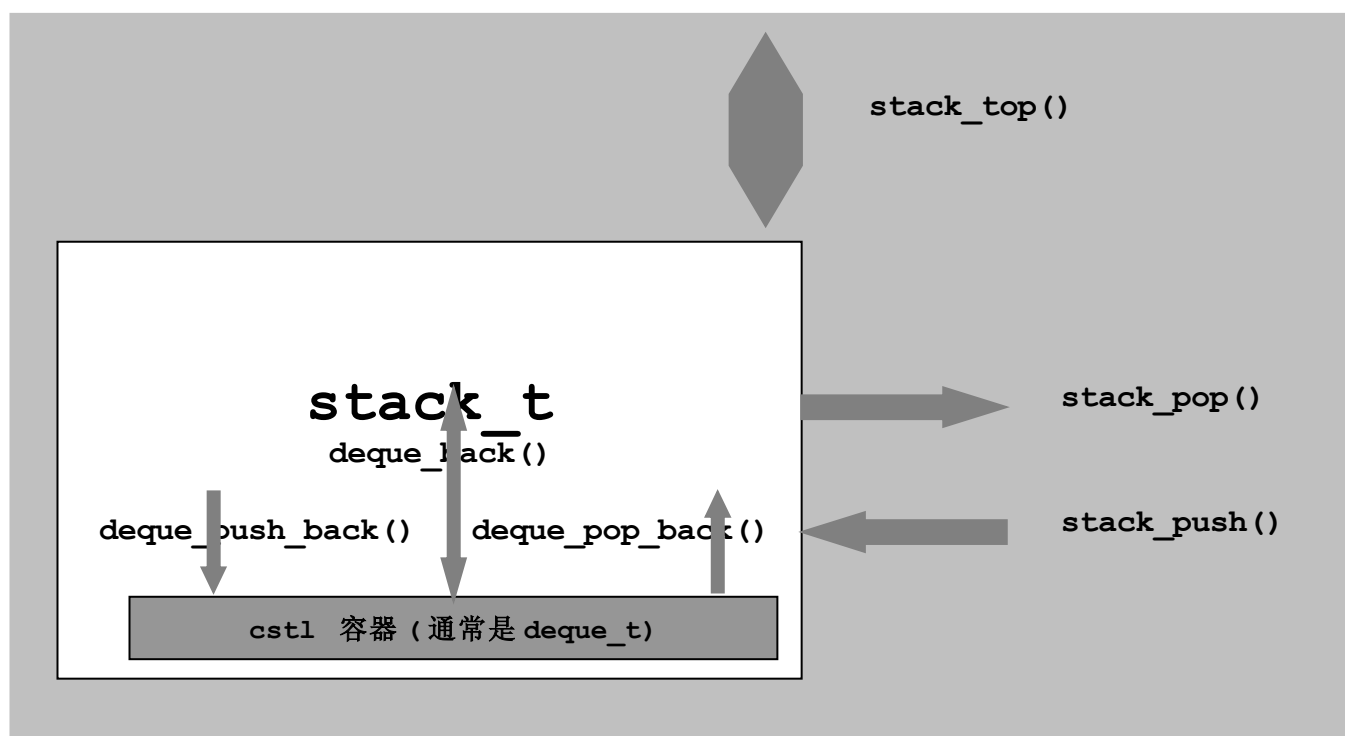 stack_top()
stack_t
stack_pop()
deque_back()
deque_push_back()
deque_pop_back()
stack_push()
cstl 容器(通常是deque_t)